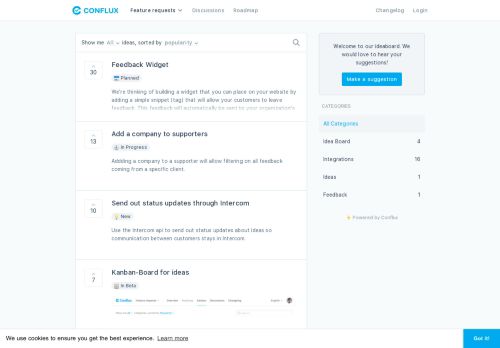 CONFLUX
Feature requests
Discussions
Roadmap
Changelog
Login
Show me All ideas, sorted by popularity
30
Feedback Widget
Planned
We're thinking of building a widget that you can place on your website by
adding a simple snippet (tag) that will allow your customers to leave
feedback. This feedback will automatically be sent to your organization's
13
Add a company to supporters
In Progress
Addding a company to a supporter will allow filtering on all feedback
coming from a specific client.
10
Send out status updates through Intercom
New
Use the Intercom api to send out status updates about ideas so
communication between customers stays in Intercom.
7
Kanban-Board for ideas
In Beta
Welcome to our ideaboard. We
would love to hear your
suggestions!
Make a suggestion
CATEGORIES
All Categories
Idea Board 4
Integrations 16
Ideas 1
Feedback 1
Powered by Conflux
We use cookies to ensure you get the best experience. Learn more
Got it!